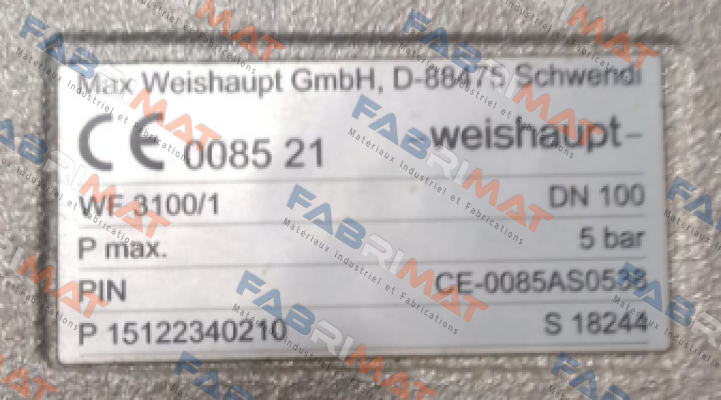 Max Weishaupt GmbH, D-88475 Schwendi
CE 0085 21 –weishaupt–
WF 3100/1 DN 100
P max. 5 bar
PIN CE-0085AS0558
P 15122340210 S 18244
FABRIMAT
Materiaux Industriel et Fabrications